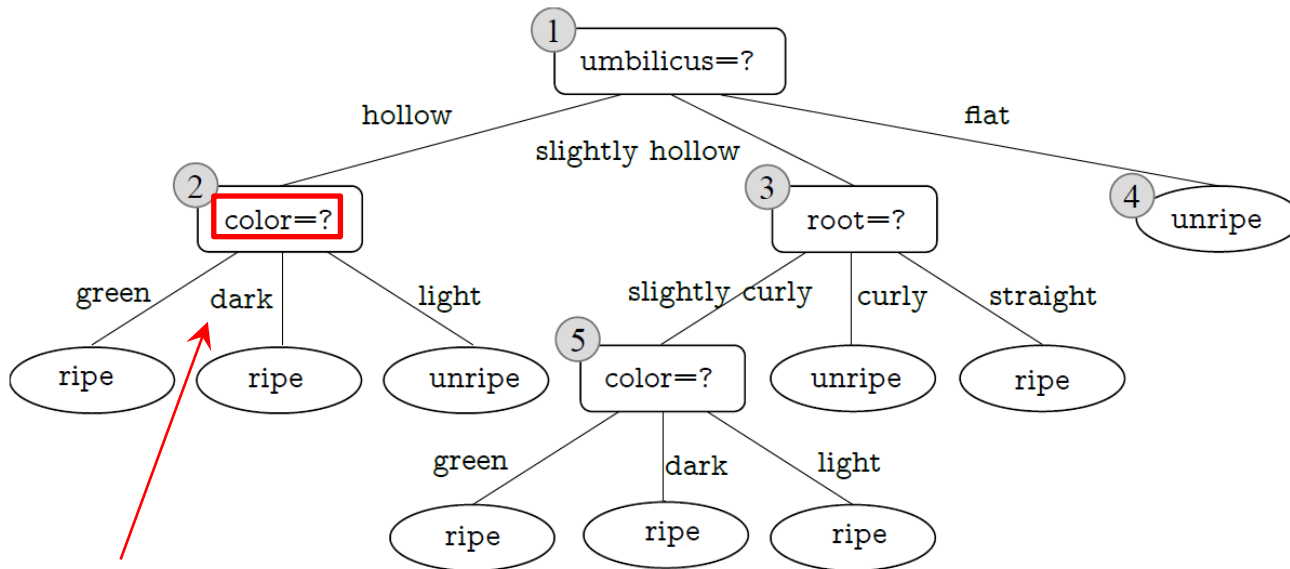 1
umbilicus=?
hollow
slightly hollow
flat
2
color=?
3
root=?
4
unripe
green
dark
light
slightly curly
curly
straight
ripe
ripe
unripe
5
color=?
unripe
ripe
green
dark
light
ripe
ripe
ripe